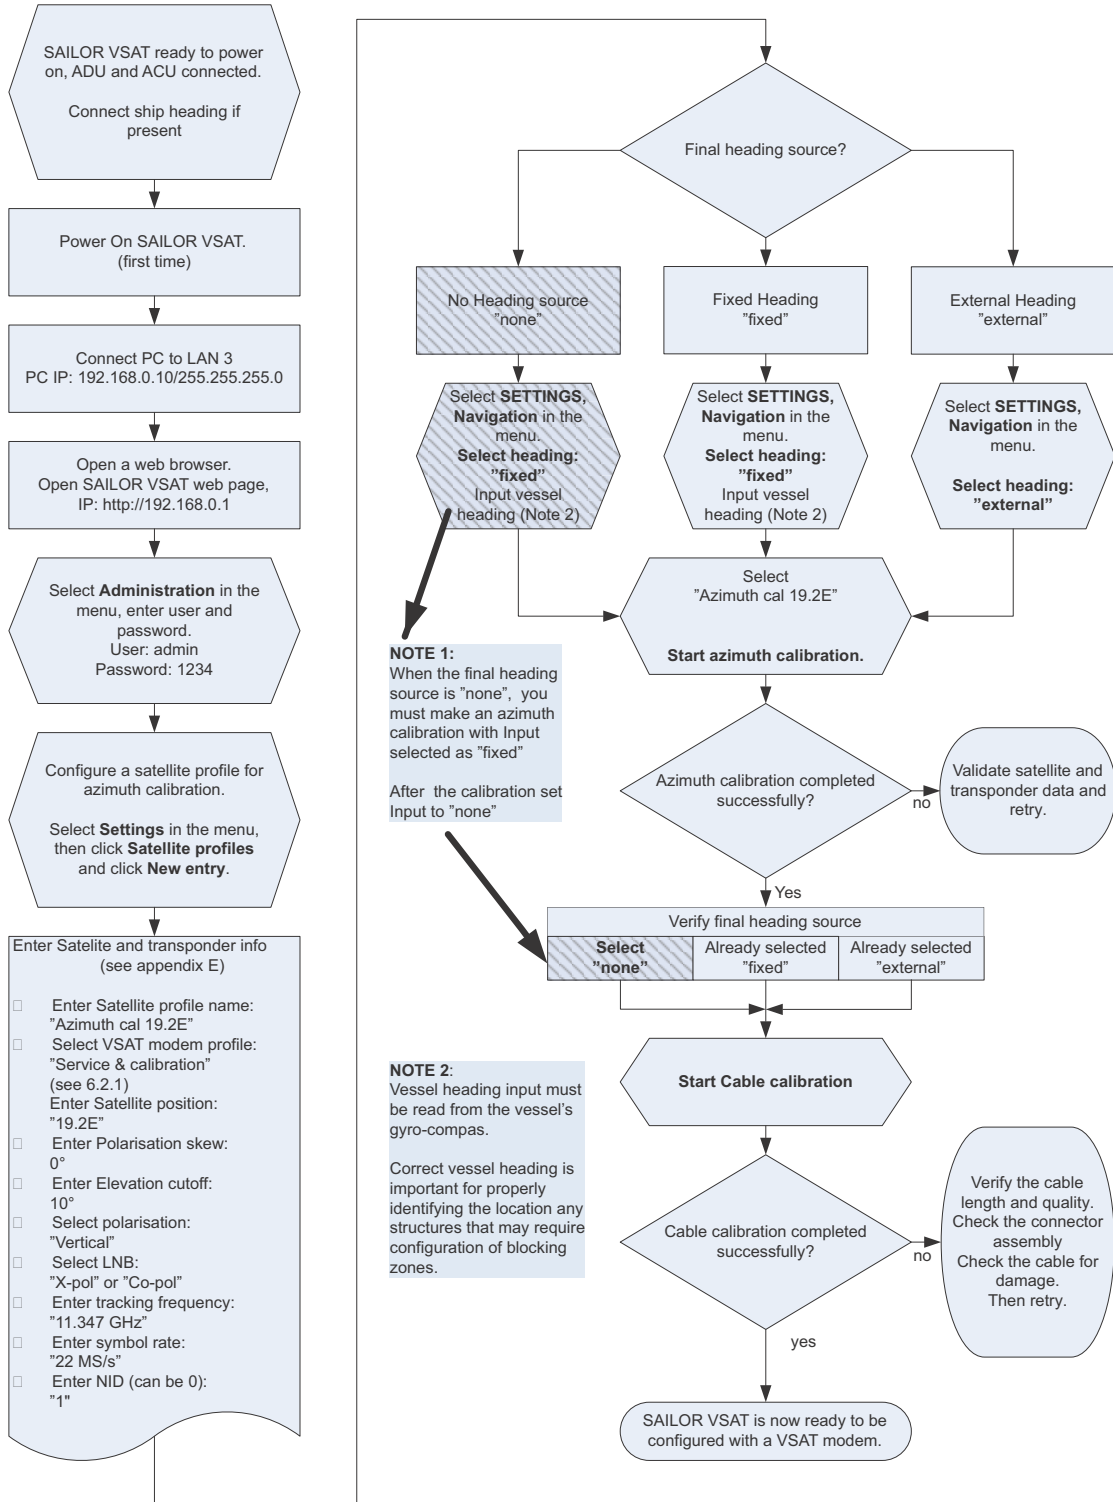 SAILOR VSAT ready to power
on, ADU and ACU connected.
Connect ship heading if
present
Power On SAILOR VSAT.
(first time)
Connect PC to LAN 3
PC IP: 192.168.0.10/255.255.255.0
Open a web browser.
Open SAILOR VSAT web page,
IP: http://192.168.0.1
Select Administration in the
menu, enter user and
password.
User: admin
Password: 1234
Configure a satellite profile for
azimuth calibration.
Select Settings in the menu,
then click Satellite profiles
and click New entry.
Enter Satelite and transponder info
(see appendix E)
Enter Satellite profile name:
"Azimuth cal 19.2E"
Select VSAT modem profile:
"Service & calibration"
(see 6.2.1)
Enter Satellite position:
"19.2E"
Enter Polarisation skew:
0°
Enter Elevation cutoff:
10°
Select polarisation:
"Vertical"
Select LNB:
"X-pol" or "Co-pol"
Enter tracking frequency:
"11.347 GHz"
Enter symbol rate:
"22 MS/s"
Enter NID (can be 0):
"1"
Final heading source?
No Heading source
"none"
Fixed Heading
"fixed"
External Heading
"external"
Select SETTINGS,
Navigation in the
menu.
Select heading:
"fixed"
Input vessel
heading (Note 2)
Select SETTINGS,
Navigation in the
menu.
Select heading:
"fixed"
Input vessel
heading (Note 2)
Select SETTINGS,
Navigation in the
menu.
Select heading:
"external"
Select
"Azimuth cal 19.2E"
Start azimuth calibration.
NOTE 1:
When the final heading
source is "none", you
must make an azimuth
calibration with Input
selected as "fixed"
After the calibration set
Input to "none"
Azimuth calibration completed
successfully?
no
Validate satellite and
transponder data and
retry.
Yes
Verify final heading source
Select
"none"
Already selected
"fixed"
Already selected
"external"
NOTE 2:
Vessel heading input must
be read from the vessel's
gyro-compas.
Correct vessel heading is
important for properly
identifying the location any
structures that may require
configuration of blocking
zones.
Start Cable calibration
Cable calibration completed
successfully?
no
Verify the cable
length and quality.
Check the connector
assembly
Check the cable for
damage.
Then retry.
yes
SAILOR VSAT is now ready to be
configured with a VSAT modem.